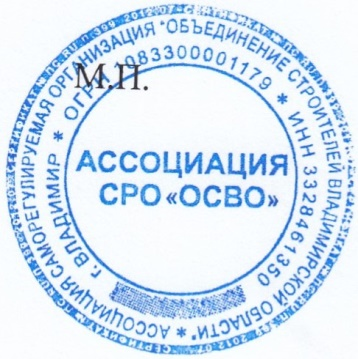 М.П.
АССОЦИАЦИЯ САМОРЕГУЛИРУЕМАЯ ОРГАНИЗАЦИЯ "ОБЪЕДИНЕНИЕ СТРОИТЕЛЕЙ ВЛАДИМИРСКОЙ ОБЛАСТИ" *
г. ВЛАДИМИР * ОГРН 1083300001179 * ИНН 3328461350
АССОЦИАЦИЯ
СРО «ОСВО»